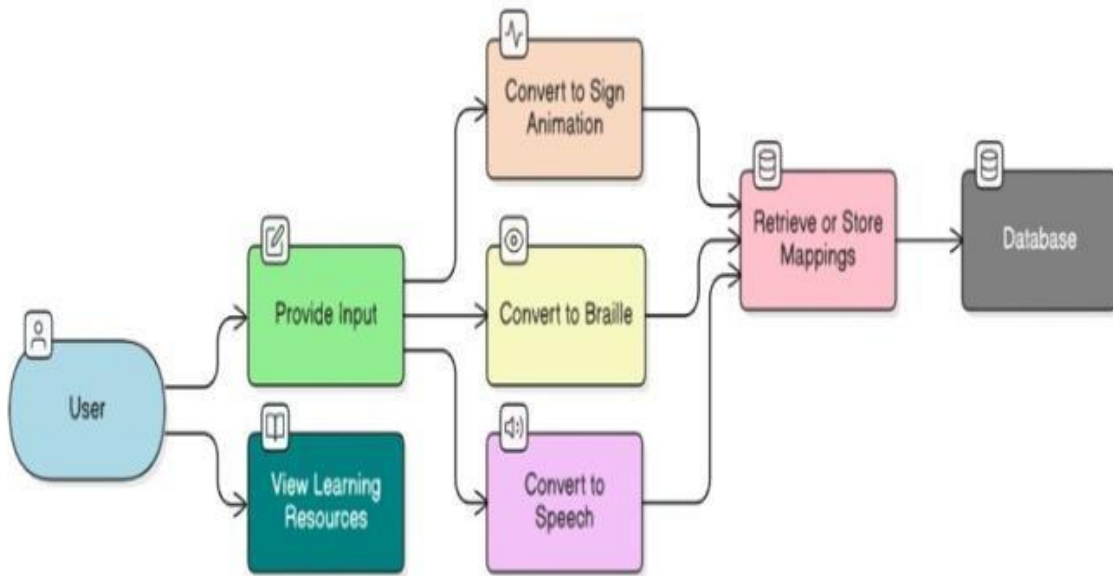 User
Provide Input
View Learning
Resources
Convert to Sign
Animation
Convert to Braille
Convert to
Speech
Retrieve or Store
Mappings
Database